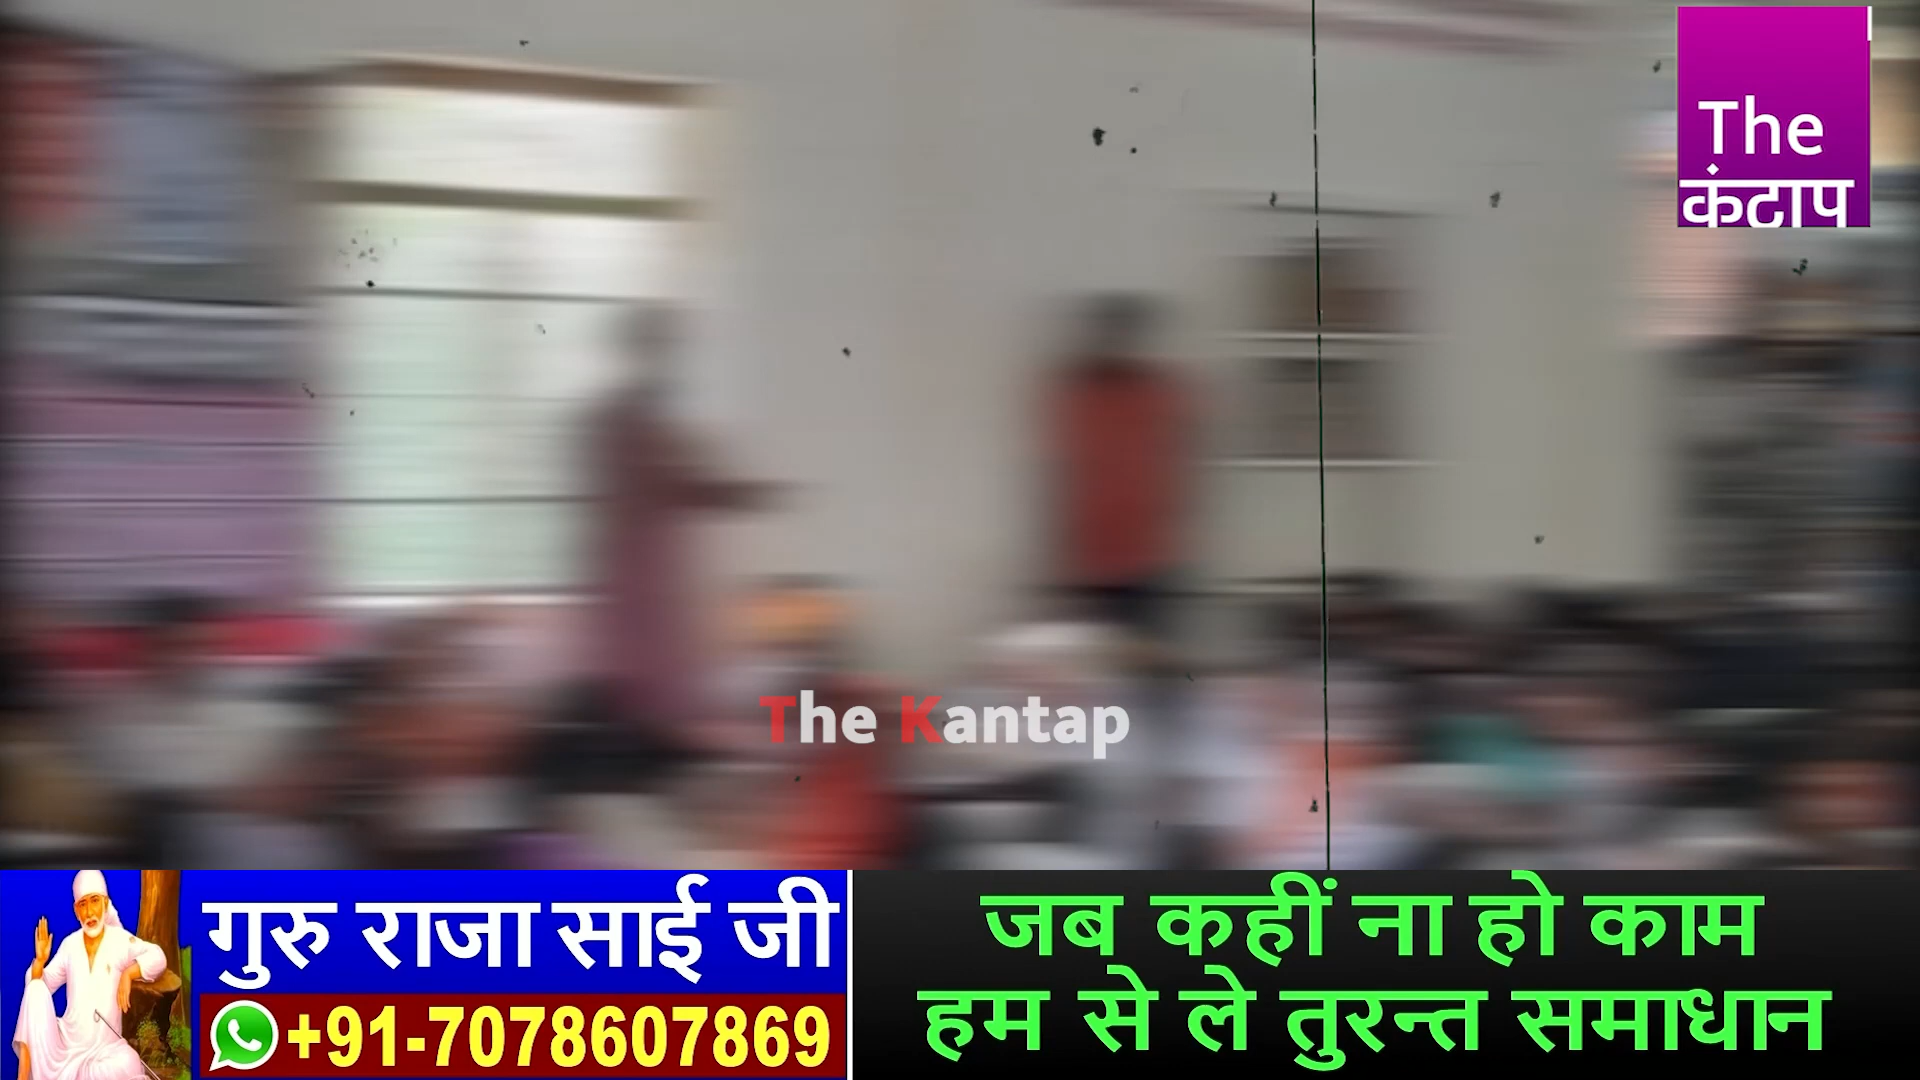 The
कंटाप
The Kantap
गुरु राजा साई जी
+91-7078607869
जब कहीं ना हो काम
हम से ले तुरन्त समाधान